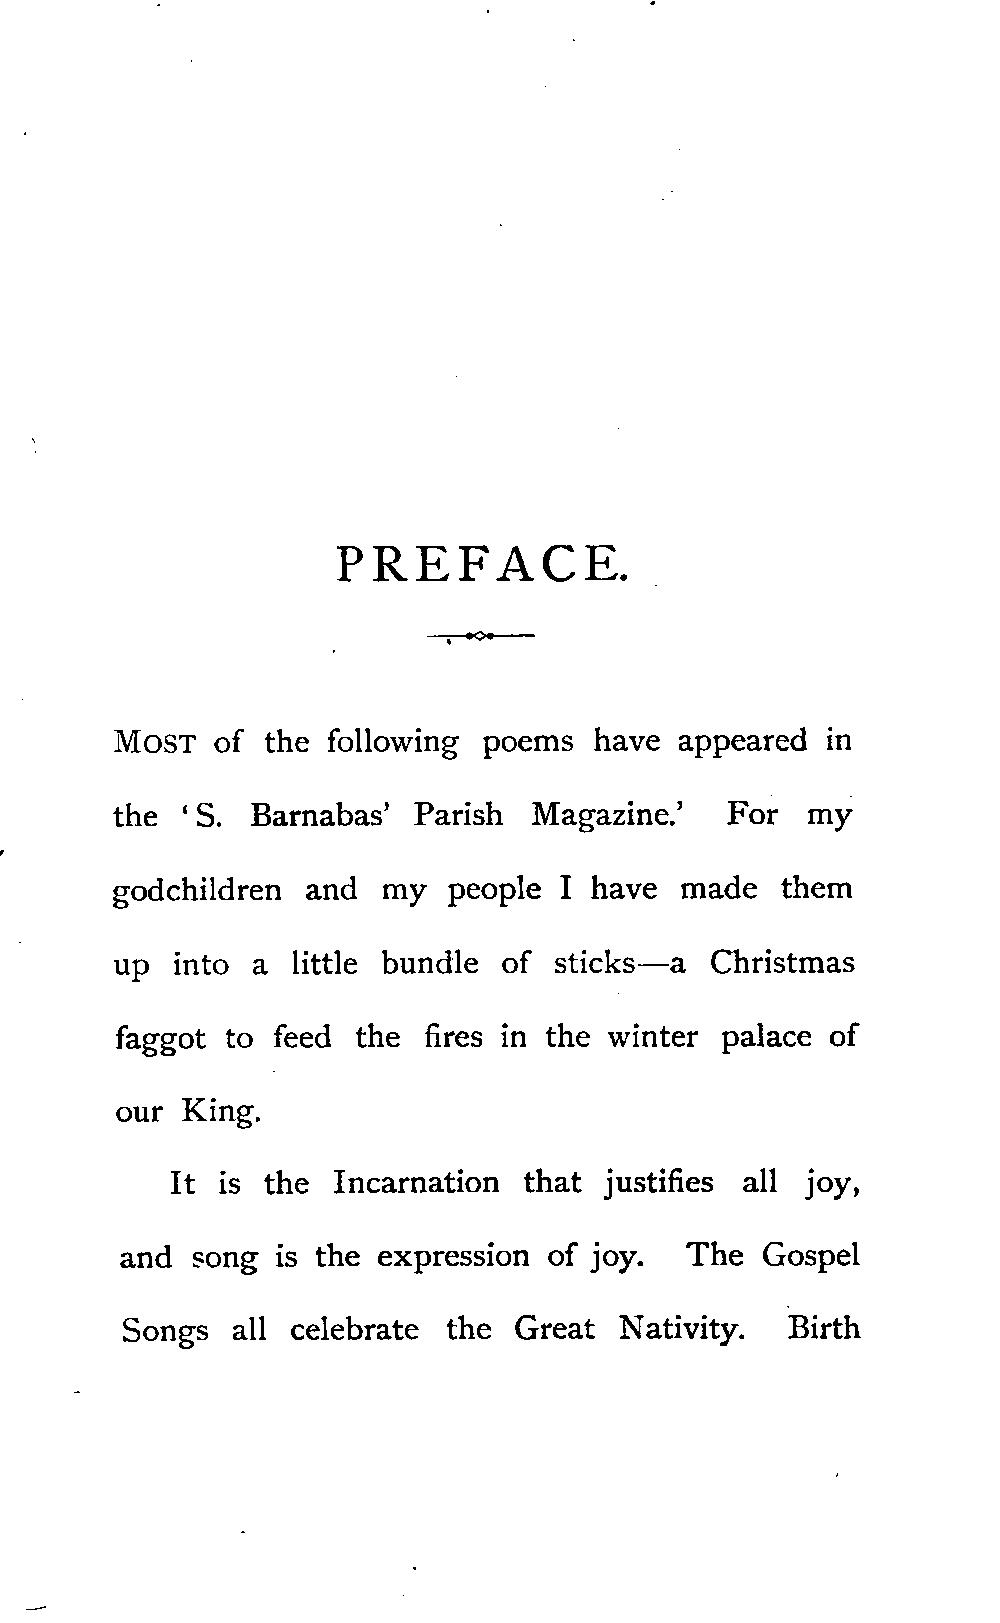 PREFACE.
MOST of the following poems have appeared in
the ‘S. Barnabas’ Parish Magazine.’ For my
godchildren and my people I have made them
up into a little bundle of sticks—a Christmas
faggot to feed the fires in the winter palace of
our King.
It is the Incarnation that justifies all joy,
and song is the expression of joy. The Gospel
Songs all celebrate the Great Nativity. Birth